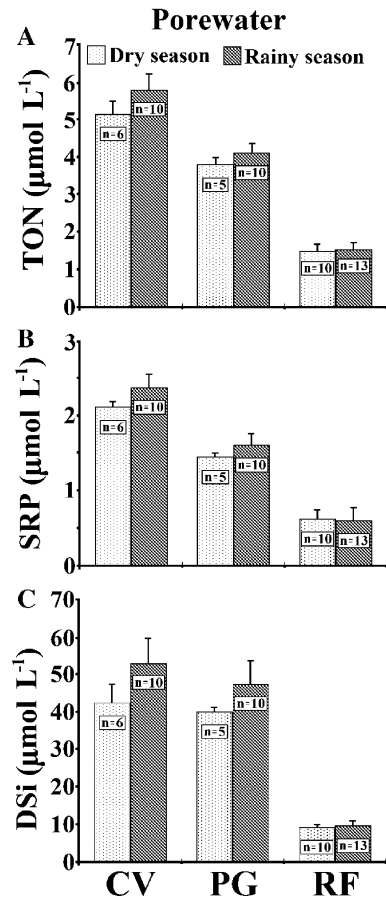 Porewater
A
Dry season Rainy season
TON (µmol L-1)
7
6
5
4
3
2
1
0
n=6
n=10
n=5
n=10
n=10
n=13
B
SRP (µmol L-1)
3
2
1
0
n=6
n=10
n=5
n=10
n=10
n=13
C
DSi (µmol L-1)
70
60
50
40
30
20
10
0
n=6
n=10
n=5
n=10
n=10
n=13
CV PG RF